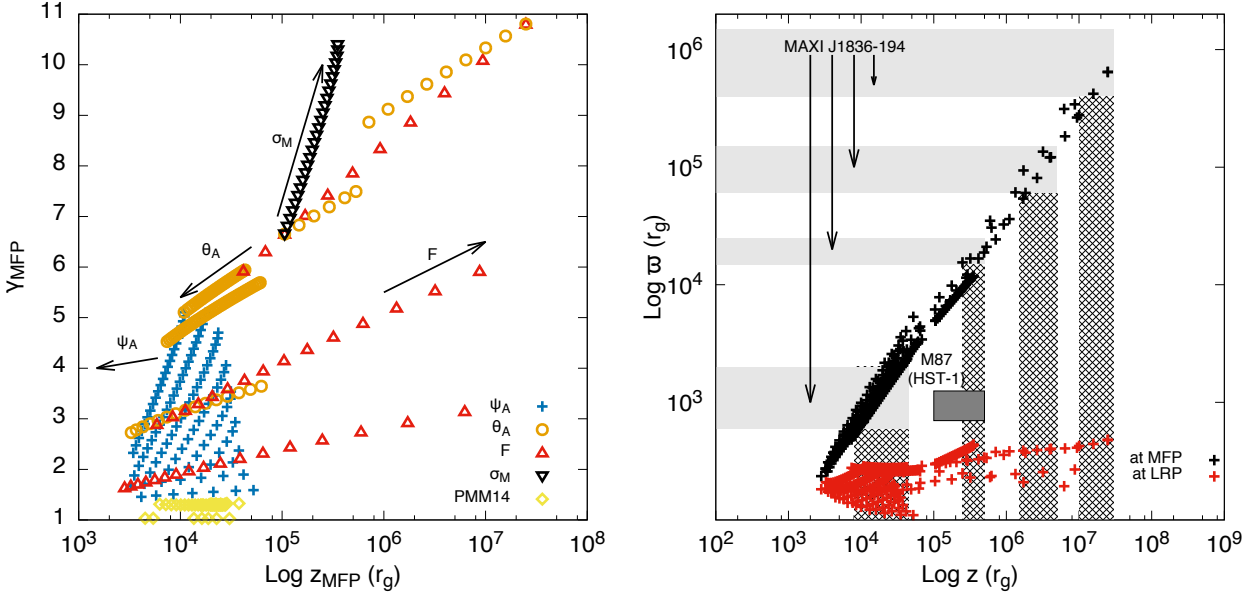 11
10
9
8
7
6
5
4
3
2
1
γMFP
σM
θA
ψA
F
ψA
θA
F
σM
PMM14
10³ 10⁴ 10⁵ 10⁶ 10⁷ 10⁸
Log zMFP (rg)
10⁶
10⁵
10⁴
10³
Log ϖ (rg)
MAXI J1836-194
M87
(HST-1)
at MFP
at LRP
10² 10³ 10⁴ 10⁵ 10⁶ 10⁷ 10⁸ 10⁹
Log z (rg)